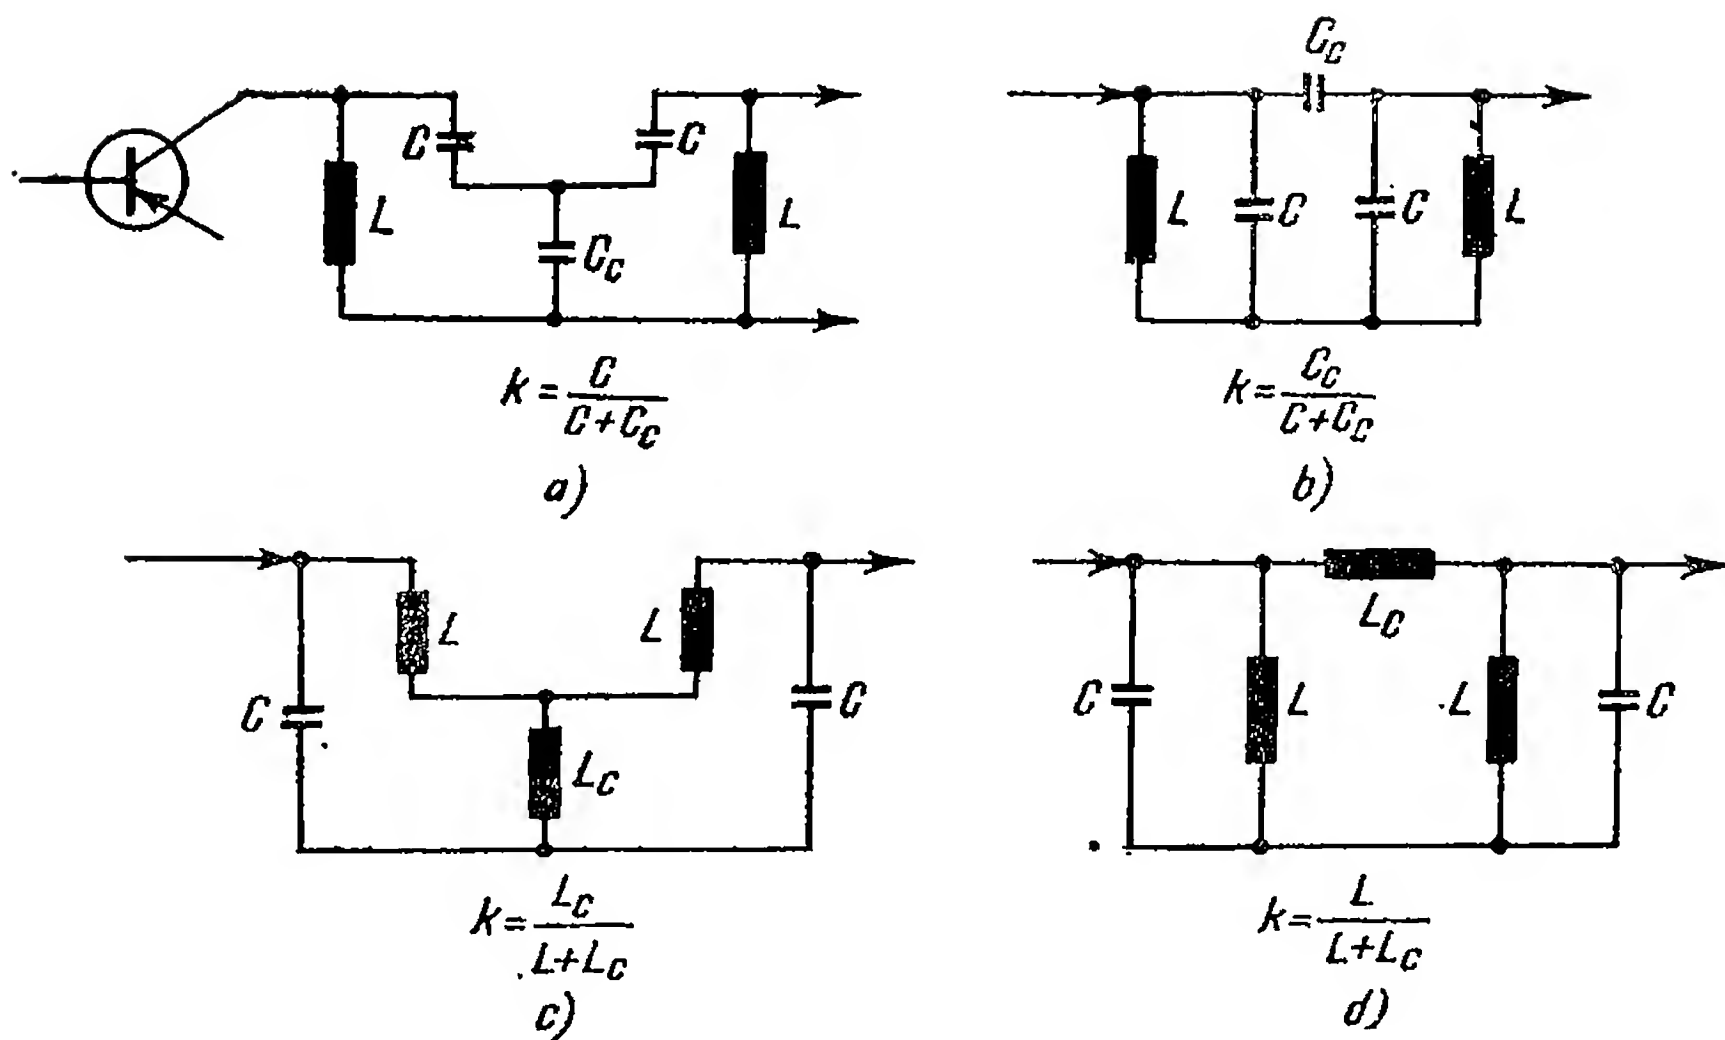 C_c
C C
L L
C_c
L C C L
k = C / (C + C_c)
k = C_c / (C + C_c)
a)
b)
L L
L_c
C C
L_c
C L L C
k = L_c / (L + L_c)
k = L / (L + L_c)
c)
d)